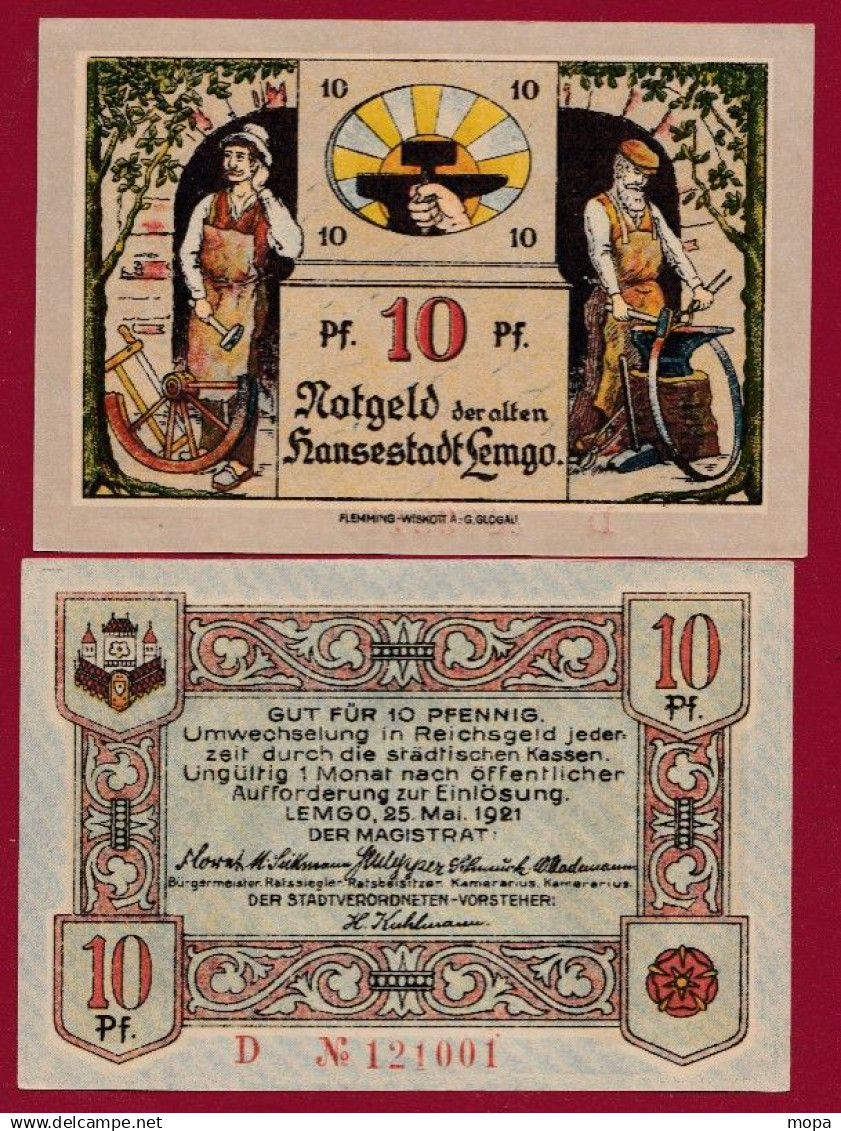 10 10
10 10
Pf. 10 Pf.
Notgeld der alten
Hansestadt Lemgo.
FLEMMING-WISKOTT A.-G. GLOGAU.
D
10
Pf.
GUT FÜR 10 PFENNIG.
Umwechselung in Reichsgeld jeder-
zeit durch die städtischen Kassen.
Ungültig 1 Monat nach öffentlicher
Aufforderung zur Einlösung.
LEMGO, 25. Mai. 1921
DER MAGISTRAT:
Bürgermeister. Ratssiegler. Ratsbeisitzer. Kamerarius. Kamerarius.
DER STADTVERORDNETEN-VORSTEHER:
H. Kuhlmann.
10
Pf.
D № 121001
delcampe.net
mopa